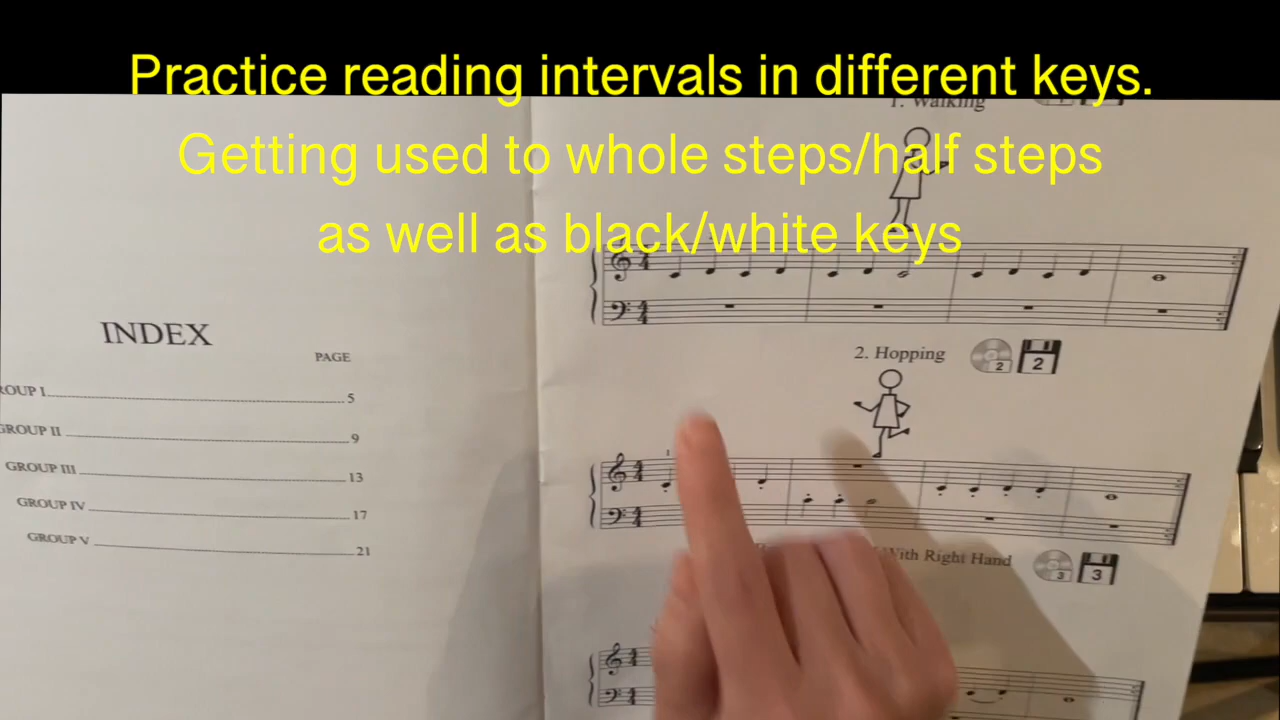 Practice reading intervals in different keys.
Getting used to whole steps/half steps
as well as black/white keys
1. Walking
INDEX
PAGE
GROUP I 5
GROUP II 9
GROUP III 13
GROUP IV 17
GROUP V 21
2. Hopping 2 2
1
With Right Hand 3 3